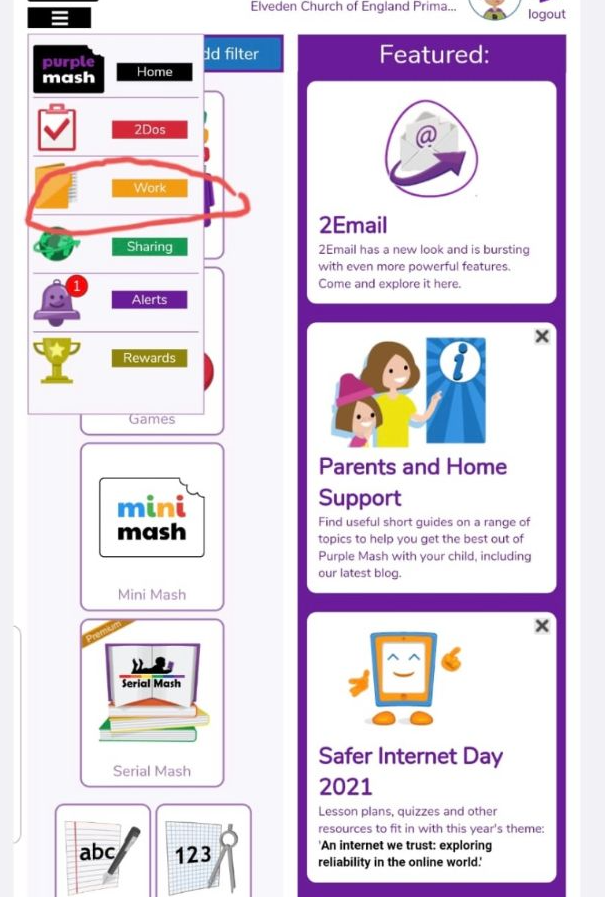 Elveden Church of England Prima...
logout
purple
mash
Home
2Dos
Work
Sharing
1
Alerts
Rewards
dd filter
Games
mini
mash
Mini Mash
Premium
Serial Mash
Serial Mash
abc
123
Featured:
@
2Email
2Email has a new look and is bursting
with even more powerful features.
Come and explore it here.
i
Parents and Home
Support
Find useful short guides on a range of
topics to help you get the best out of
Purple Mash with your child, including
our latest blog.
Safer Internet Day
2021
Lesson plans, quizzes and other
resources to fit in with this year's theme:
'An internet we trust: exploring
reliability in the online world.'